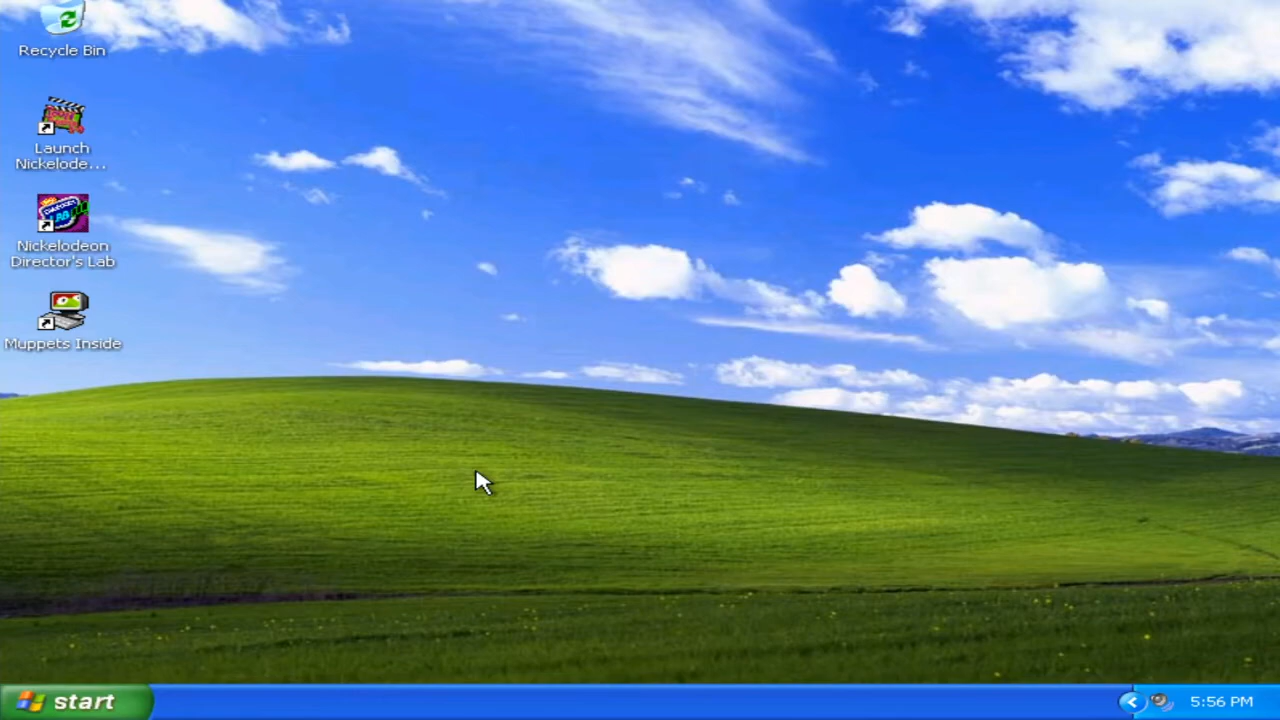 Recycle Bin
Launch
Nickelode...
Nickelodeon
Director's Lab
Muppets Inside
start
5:56 PM